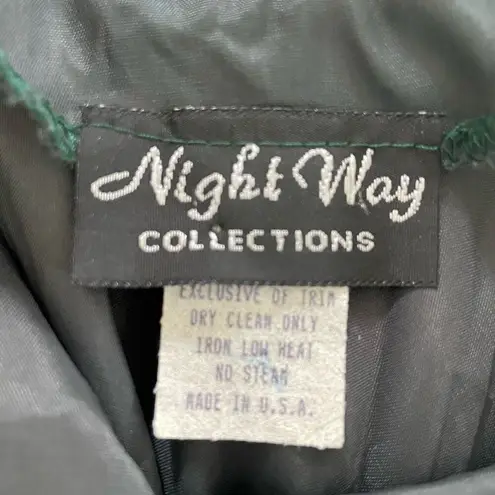 Night Way
COLLECTIONS
EXCLUSIVE OF TRIM
DRY CLEAN ONLY
IRON LOW HEAT
NO STEAM
MADE IN U.S.A.